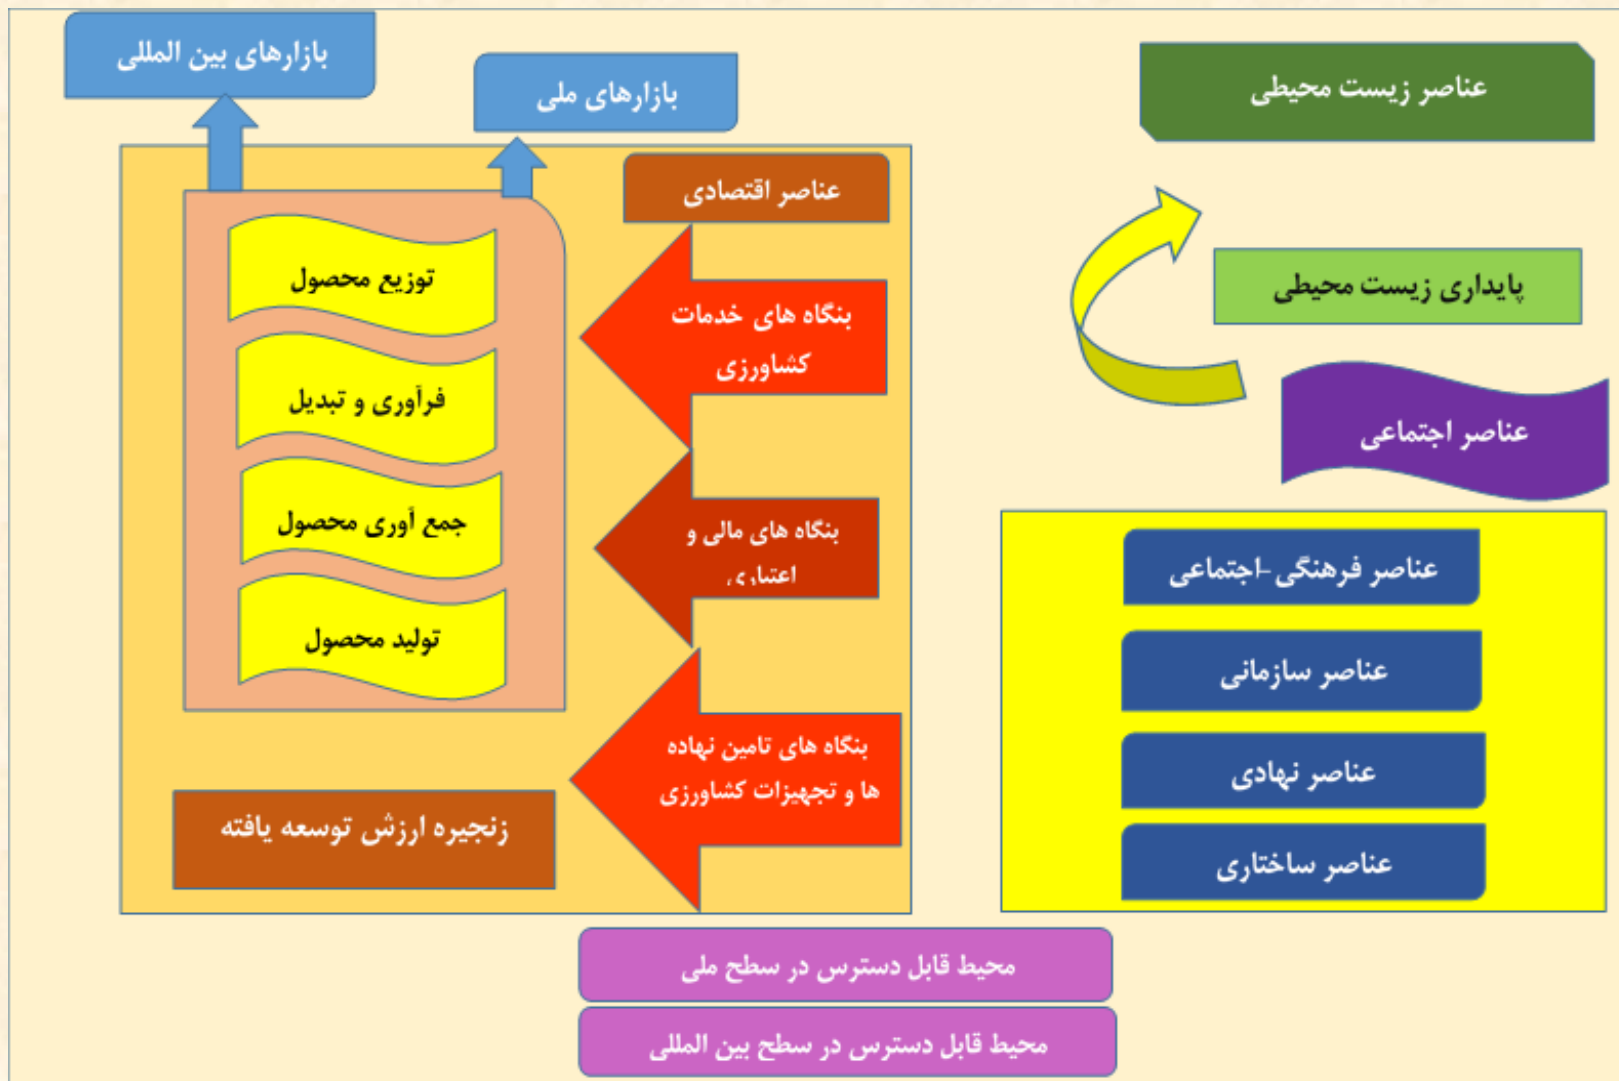 بازارهای بین المللی
بازارهای ملی
عناصر زیست محیطی
عناصر اقتصادی
توزیع محصول
فرآوری و تبدیل
جمع آوری محصول
تولید محصول
بنگاه های خدمات
کشاورزی
بنگاه های مالی و
اعتباری
بنگاه های تامین نهاده
ها و تجهیزات کشاورزی
زنجیره ارزش توسعه یافته
پایداری زیست محیطی
عناصر اجتماعی
عناصر فرهنگی-اجتماعی
عناصر سازمانی
عناصر نهادی
عناصر ساختاری
محیط قابل دسترس در سطح ملی
محیط قابل دسترس در سطح بین المللی